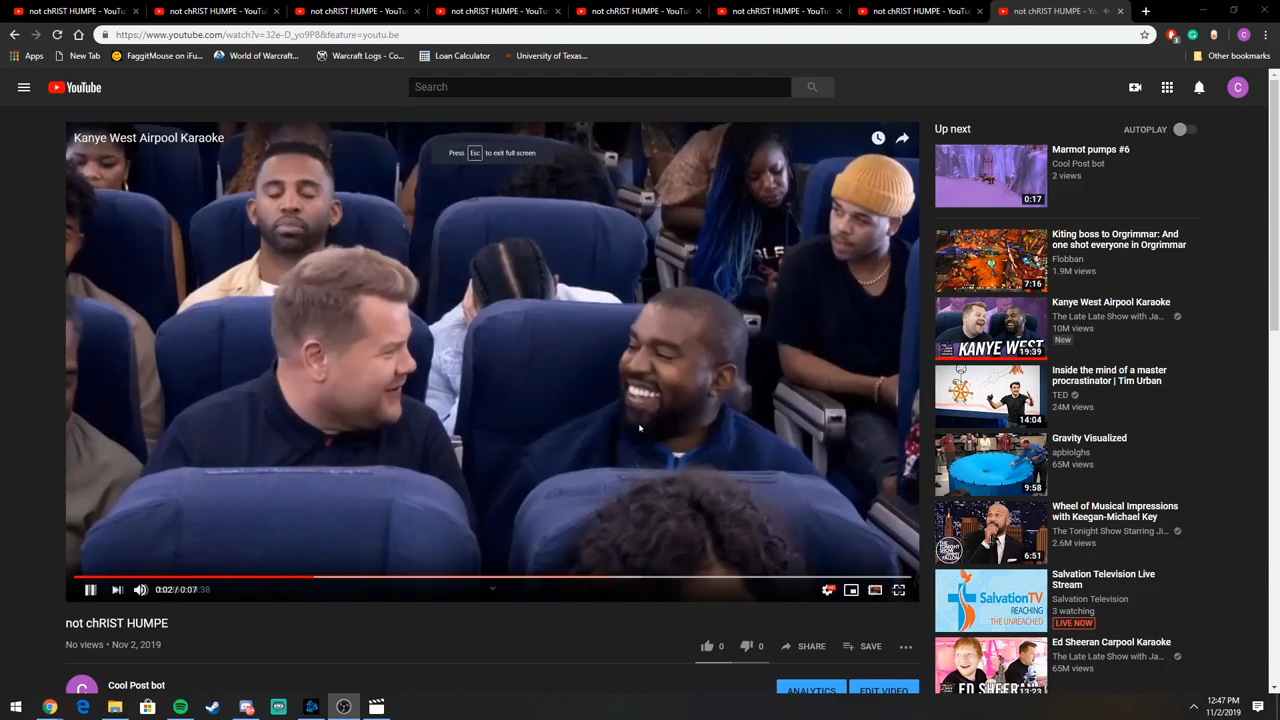 not chRIST HUMPE - YouTu
not chRIST HUMPE - YouTu
not chRIST HUMPE - YouTu
not chRIST HUMPE - YouTu
not chRIST HUMPE - YouTu
not chRIST HUMPE - YouTu
not chRIST HUMPE - YouTu
not chRIST HUMPE - YouTu
https://www.youtube.com/watch?v=32e-D_yo9P8&feature=youtu.be
Apps New Tab FaggitMouse on iFu... World of Warcraft... Warcraft Logs - Co... Loan Calculator University of Texas... Other bookmarks
YouTube
Search
C
Kanye West Airpool Karaoke
Press Esc to exit full screen
Up next
AUTOPLAY
Marmot pumps #6
Cool Post bot
2 views
0:17
Kiting boss to Orgrimmar: And
one shot everyone in Orgrimmar
Flobban
1.9M views
7:16
Kanye West Airpool Karaoke
The Late Late Show with Ja...
10M views
New
KANYE WEST
19:39
Inside the mind of a master
procrastinator | Tim Urban
TED
24M views
14:04
Gravity Visualized
apbiolghs
65M views
9:58
Wheel of Musical Impressions
with Keegan-Michael Key
The Tonight Show Starring Ji...
2.6M views
6:51
Salvation Television Live
Stream
Salvation Television
3 watching
LIVE NOW
SalvationTV
REACHING
THE UNREACHED
Ed Sheeran Carpool Karaoke
The Late Late Show with Ja...
65M views
ED SHEERAN
13:23
0:02 / 0:07
not chRIST HUMPE
No views • Nov 2, 2019
0 0 SHARE SAVE
C
Cool Post bot
ANALYTICS
EDIT VIDEO
12:47 PM
11/2/2019